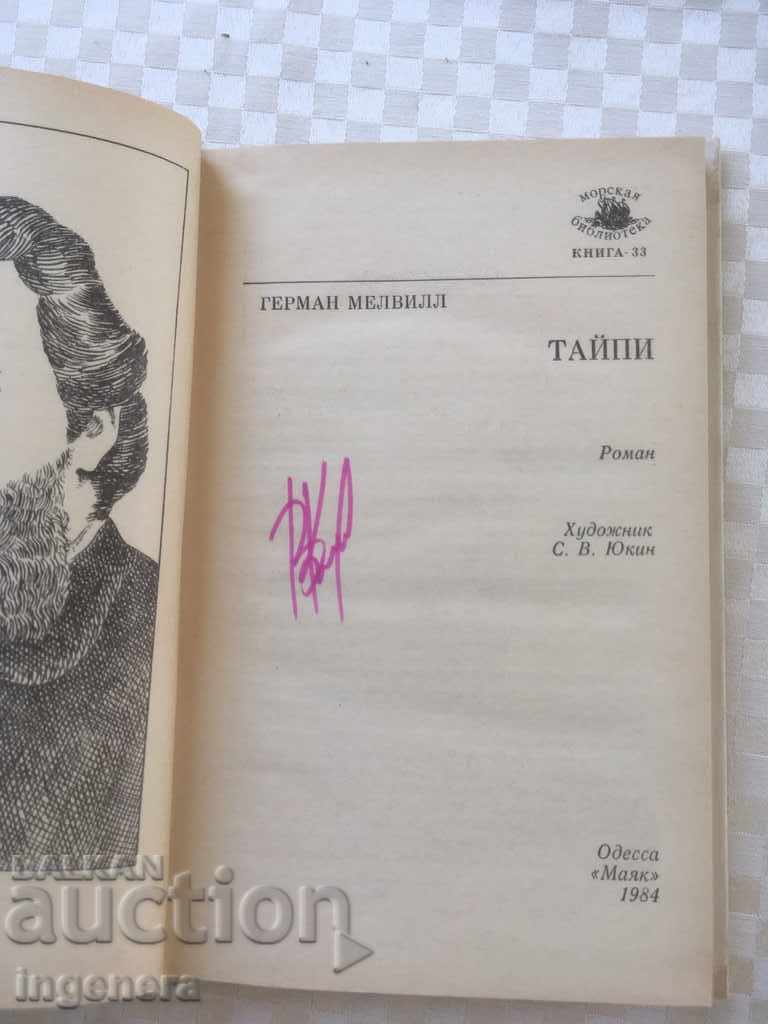 морская
библиотека
КНИГА-33
ГЕРМАН МЕЛВИЛЛ
ТАЙПИ
Роман
Художник
С. В. Юкин
Одесса
«Маяк»
1984
BALKAN
auction
ingenera